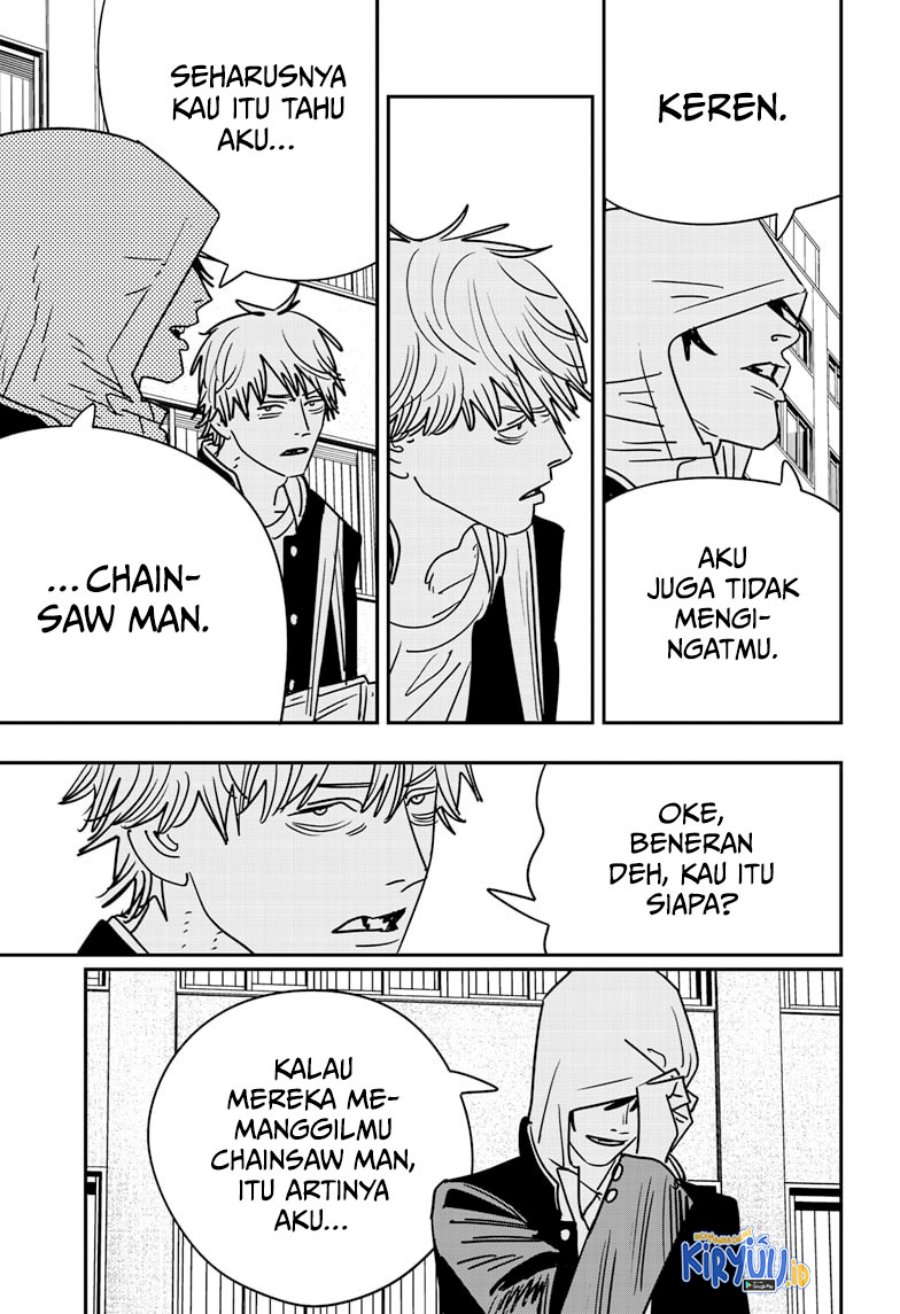 KEREN.
AKU
JUGA TIDAK
MENGI-
NGATMU.
SEHARUSNYA
KAU ITU TAHU
AKU...
...CHAIN-
SAW MAN.
OKE,
BENERAN
DEH, KAU ITU
SIAPA?
KALAU
MEREKA ME-
MANGGILMU
CHAINSAW MAN,
ITU ARTINYA
AKU...
KIRYUU.id